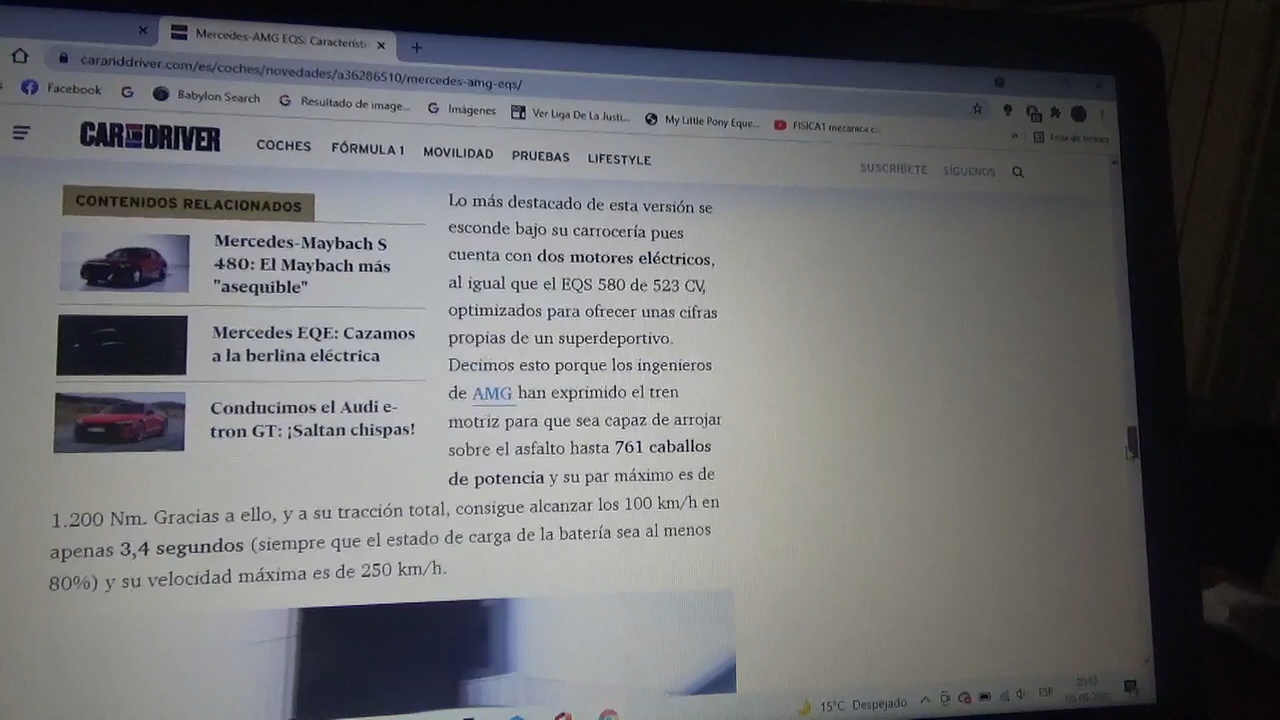 Mercedes-AMG EQS: Característi
caranddriver.com/es/coches/novedades/a36286510/mercedes-amg-eqs/
Facebook
Babylon Search
Resultado de image...
Imágenes
Ver Liga De La Justi...
My Little Pony Eque...
FISICA1 mecanica c...
Lista de lectura
CAR AND DRIVER
COCHES FÓRMULA 1 MOVILIDAD PRUEBAS LIFESTYLE
SUSCRÍBETE SÍGUENOS
CONTENIDOS RELACIONADOS
Mercedes-Maybach S
480: El Maybach más
"asequible"
Mercedes EQE: Cazamos
a la berlina eléctrica
Conducimos el Audi e-
tron GT: ¡Saltan chispas!
Lo más destacado de esta versión se
esconde bajo su carrocería pues
cuenta con dos motores eléctricos,
al igual que el EQS 580 de 523 CV,
optimizados para ofrecer unas cifras
propias de un superdeportivo.
Decimos esto porque los ingenieros
de AMG han exprimido el tren
motriz para que sea capaz de arrojar
sobre el asfalto hasta 761 caballos
de potencia y su par máximo es de
1.200 Nm. Gracias a ello, y a su tracción total, consigue alcanzar los 100 km/h en
apenas 3,4 segundos (siempre que el estado de carga de la batería sea al menos
80%) y su velocidad máxima es de 250 km/h.
15°C Despejado
ESP